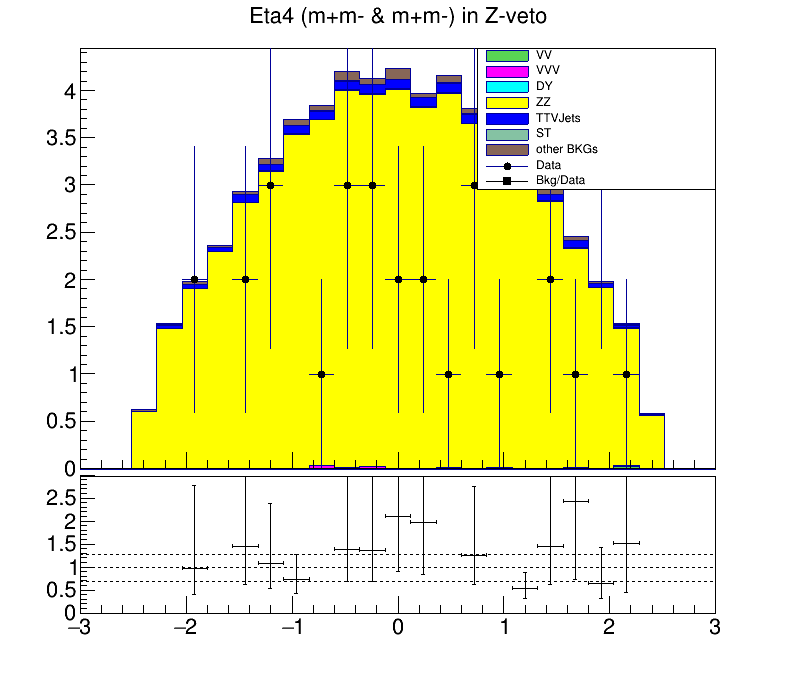 Eta4 (m+m- & m+m-) in Z-veto
VV
VVV
DY
ZZ
TTVJets
ST
other BKGs
Data
Bkg/Data
4
3.5
3
2.5
2
1.5
1
0.5
0
2.5
2
1.5
1
0.5
0
−3 −2 −1 0 1 2 3